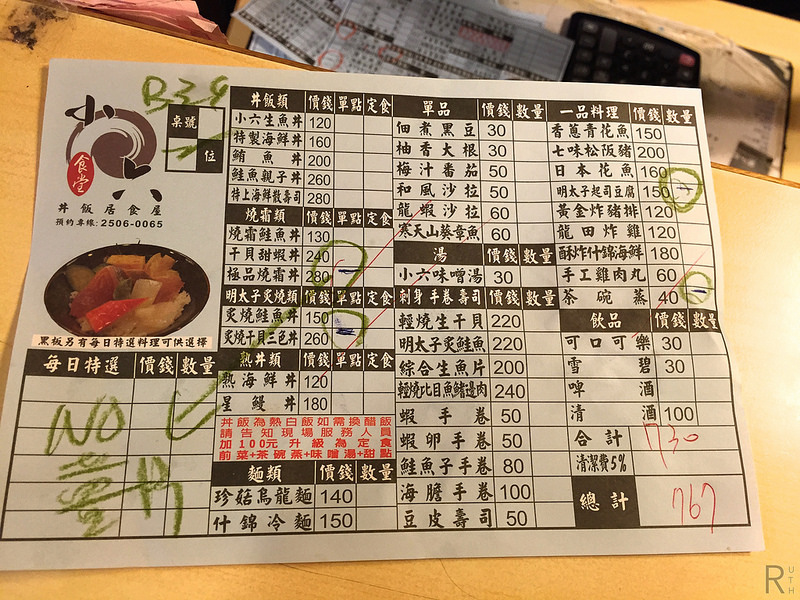 小六
食堂
丼飯居食屋
預約專線:2506-0065
桌號
位
B39
黑板另有每日特選料理可供選擇
每日特選 價錢 數量
NO
丼飯類 價錢 單點 定食
小六生魚丼 120
特製海鮮丼 160
鮪魚丼 200
鮭魚親子丼 260
特上海鮮散壽司 280
燒霜類 價錢 單點 定食
燒霜鮭魚丼 130
干貝甜蝦丼 240
極品燒霜丼 280
明太子炙燒類 價錢 單點 定食
炙燒鮭魚丼 150
炙燒干貝三色丼 260
熟丼類 價錢 單點 定食
熟海鮮丼 120
星鰻丼 180
丼飯為熱白飯如需換醋飯
請告知現場服務人員
加100元升級為定食
前菜+茶碗蒸+味噌湯+甜點
麵類 價錢 數量
珍菇烏龍麵 140
什錦冷麵 150
單品 價錢 數量
佃煮黑豆 30
柚香大根 30
梅汁番茄 50
和風沙拉 50
龍蝦沙拉 60
寒天山葵章魚 60
湯 價錢 數量
小六味噌湯 30
刺身手卷壽司 價錢 數量
輕燒生干貝 220
明太子炙鮭魚 220
綜合生魚片 200
輕燒比目魚鰭邊肉 240
蝦手卷 50
蝦卵手卷 50
鮭魚子手卷 80
海膽手卷 100
豆皮壽司 50
一品料理 價錢 數量
香蔥青花魚 150
七味松阪豬 200
日本花魚 160
明太子起司豆腐 150
黃金炸豬排 120
龍田炸雞 120
酥炸什錦海鮮 180
手工雞肉丸 60
茶碗蒸 40
飲品 價錢 數量
可口可樂 30
雪碧 30
啤酒
清酒 100
合計 730
清潔費5%
總計 767
RUTH